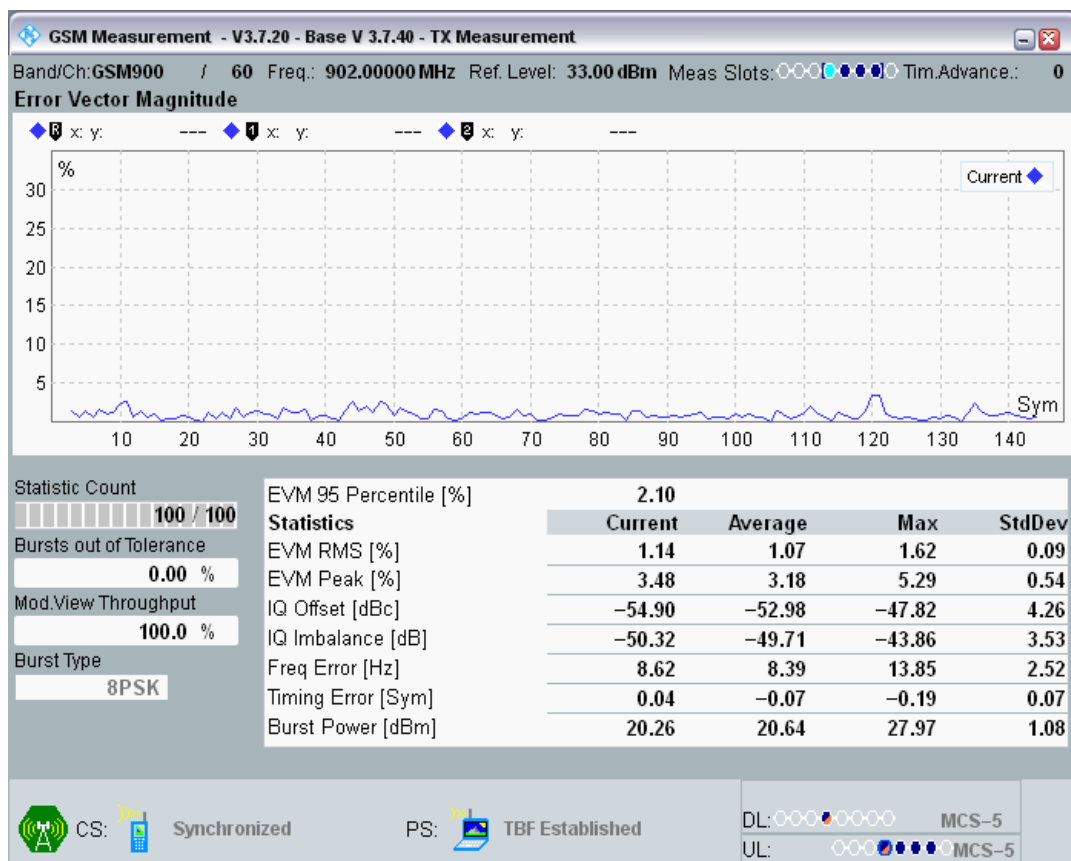 GSM Measurement - V3.7.20 - Base V 3.7.40 - TX Measurement
Band/Ch:GSM900 / 60 Freq.: 902.00000 MHz Ref. Level: 33.00 dBm Meas Slots: Tim.Advance.: 0
Error Vector Magnitude
R x: y: --- 1 x: y: --- 2 x: y: ---
%
Current
30
25
20
15
10
5
Sym
10 20 30 40 50 60 70 80 90 100 110 120 130 140
Statistic Count
100 / 100
Bursts out of Tolerance
0.00 %
Mod.View Throughput
100.0 %
Burst Type
8PSK
EVM 95 Percentile [%] 2.10
Statistics Current Average Max StdDev
EVM RMS [%] 1.14 1.07 1.62 0.09
EVM Peak [%] 3.48 3.18 5.29 0.54
IQ Offset [dBc] −54.90 −52.98 −47.82 4.26
IQ Imbalance [dB] −50.32 −49.71 −43.86 3.53
Freq Error [Hz] 8.62 8.39 13.85 2.52
Timing Error [Sym] 0.04 −0.07 −0.19 0.07
Burst Power [dBm] 20.26 20.64 27.97 1.08
CS: Synchronized PS: TBF Established
DL: MCS−5
UL: MCS−5